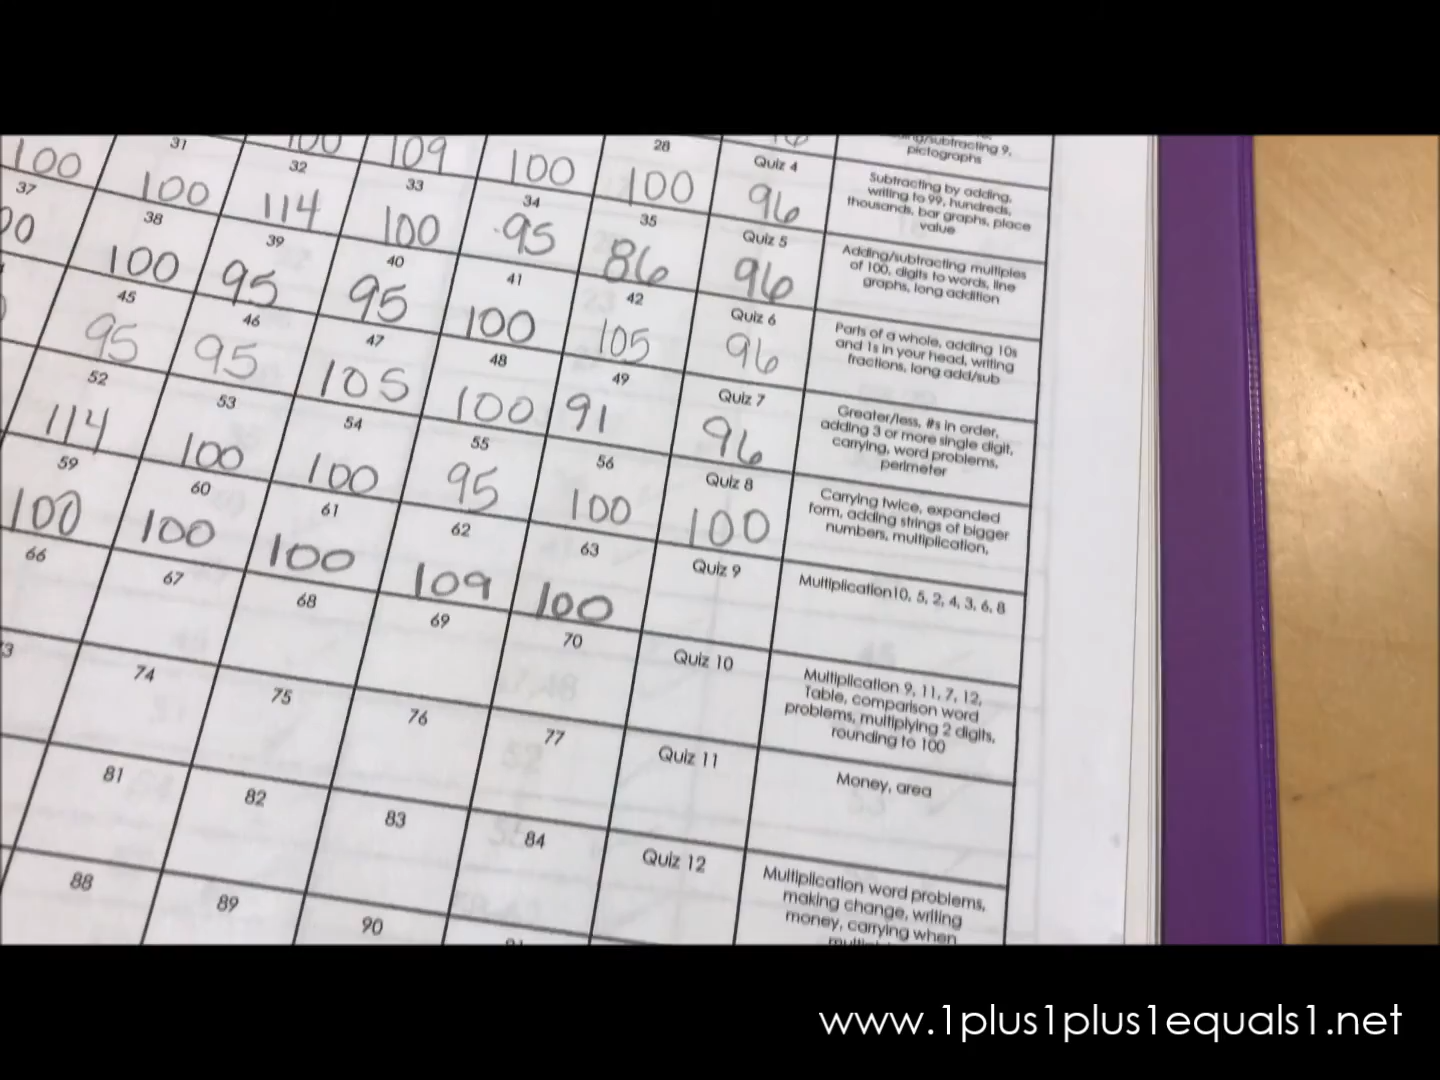 28
pictographs
31
32
33
34
35
Quiz 4
100
100
114
100
95
86
96
100
109
100
100
Subtracting by adding,
writing to 99, hundreds,
thousands, bar graphs, place
value
37
38
39
40
41
42
Quiz 5
100
95
95
100
105
96
Adding/subtracting multiples
of 100, digits to words, line
graphs, long addition
45
46
47
48
49
Quiz 6
95
95
105
100
91
96
Parts of a whole, adding 10s
and 1s in your head, writing
fractions, long add/sub
52
53
54
55
56
Quiz 7
114
100
100
95
100
96
Greater/less, #s in order,
adding 3 or more single digit,
carrying, word problems,
perimeter
59
60
61
62
63
Quiz 8
100
100
100
109
100
100
Carrying twice, expanded
form, adding strings of bigger
numbers, multiplication,
66
67
68
69
70
Quiz 9
Multiplication10, 5, 2, 4, 3, 6, 8
74
75
76
77
Quiz 10
Multiplication 9, 11, 7, 12,
Table, comparison word
problems, multiplying 2 digits,
rounding to 100
81
82
83
84
Quiz 11
Money, area
88
89
90
Quiz 12
Multiplication word problems,
making change, writing
money, carrying when
www.1plus1plus1equals1.net